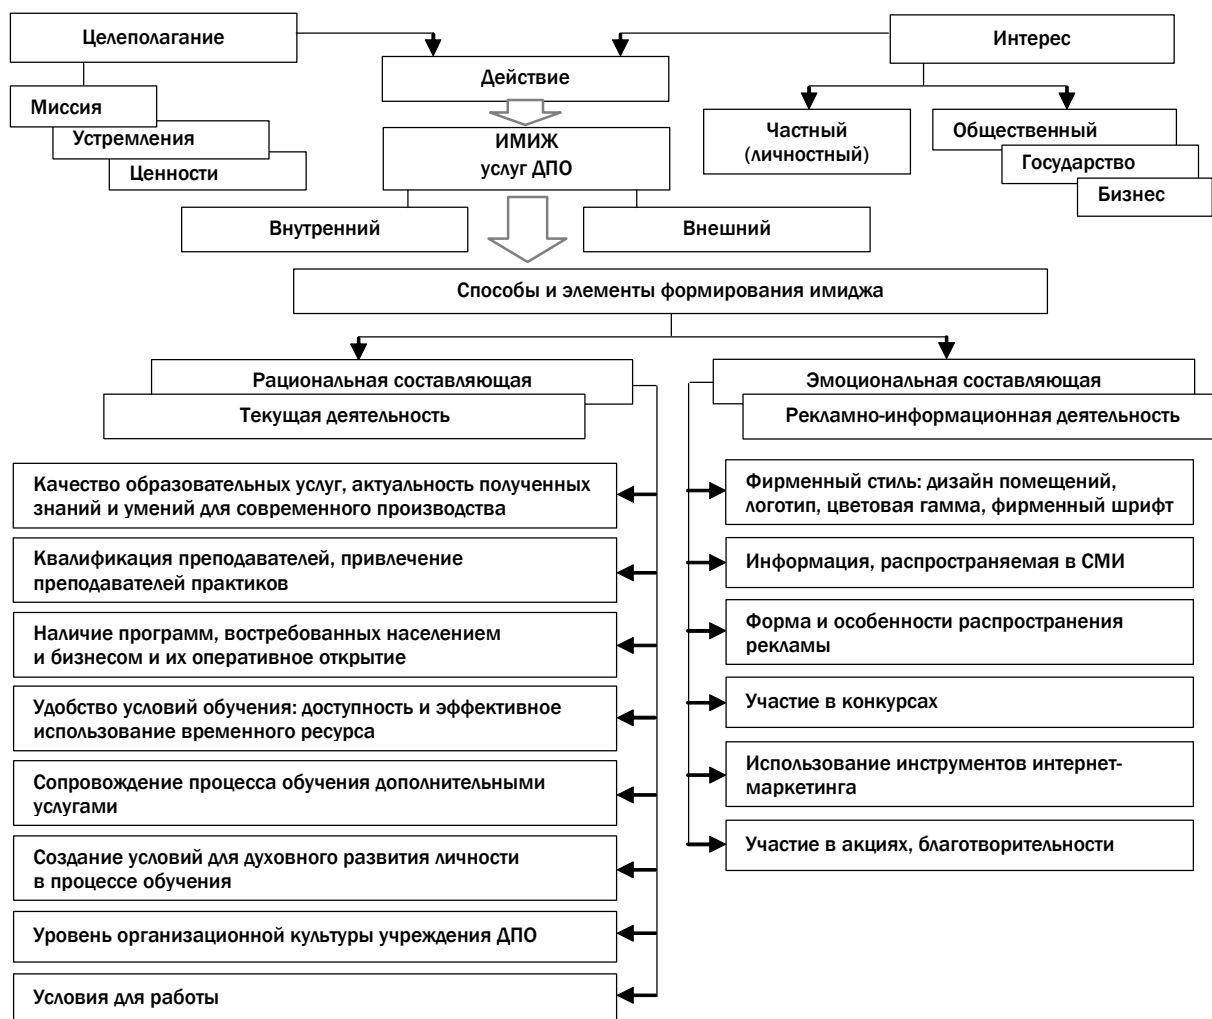 Целеполагание
Интерес
Действие
Миссия
Устремления
Ценности
ИМИЖ
услуг ДПО
Частный
(личностный)
Общественный
Государство
Бизнес
Внутренний
Внешний
Способы и элементы формирования имиджа
Рациональная составляющая
Текущая деятельность
Эмоциональная составляющая
Рекламно-информационная деятельность
Качество образовательных услуг, актуальность полученных
знаний и умений для современного производства
Квалификация преподавателей, привлечение
преподавателей практиков
Наличие программ, востребованных населением
и бизнесом и их оперативное открытие
Удобство условий обучения: доступность и эффективное
использование временного ресурса
Сопровождение процесса обучения дополнительными
услугами
Создание условий для духовного развития личности
в процессе обучения
Уровень организационной культуры учреждения ДПО
Условия для работы
Фирменный стиль: дизайн помещений,
логотип, цветовая гамма, фирменный шрифт
Информация, распространяемая в СМИ
Форма и особенности распространения
рекламы
Участие в конкурсах
Использование инструментов интернет-
маркетинга
Участие в акциях, благотворительности